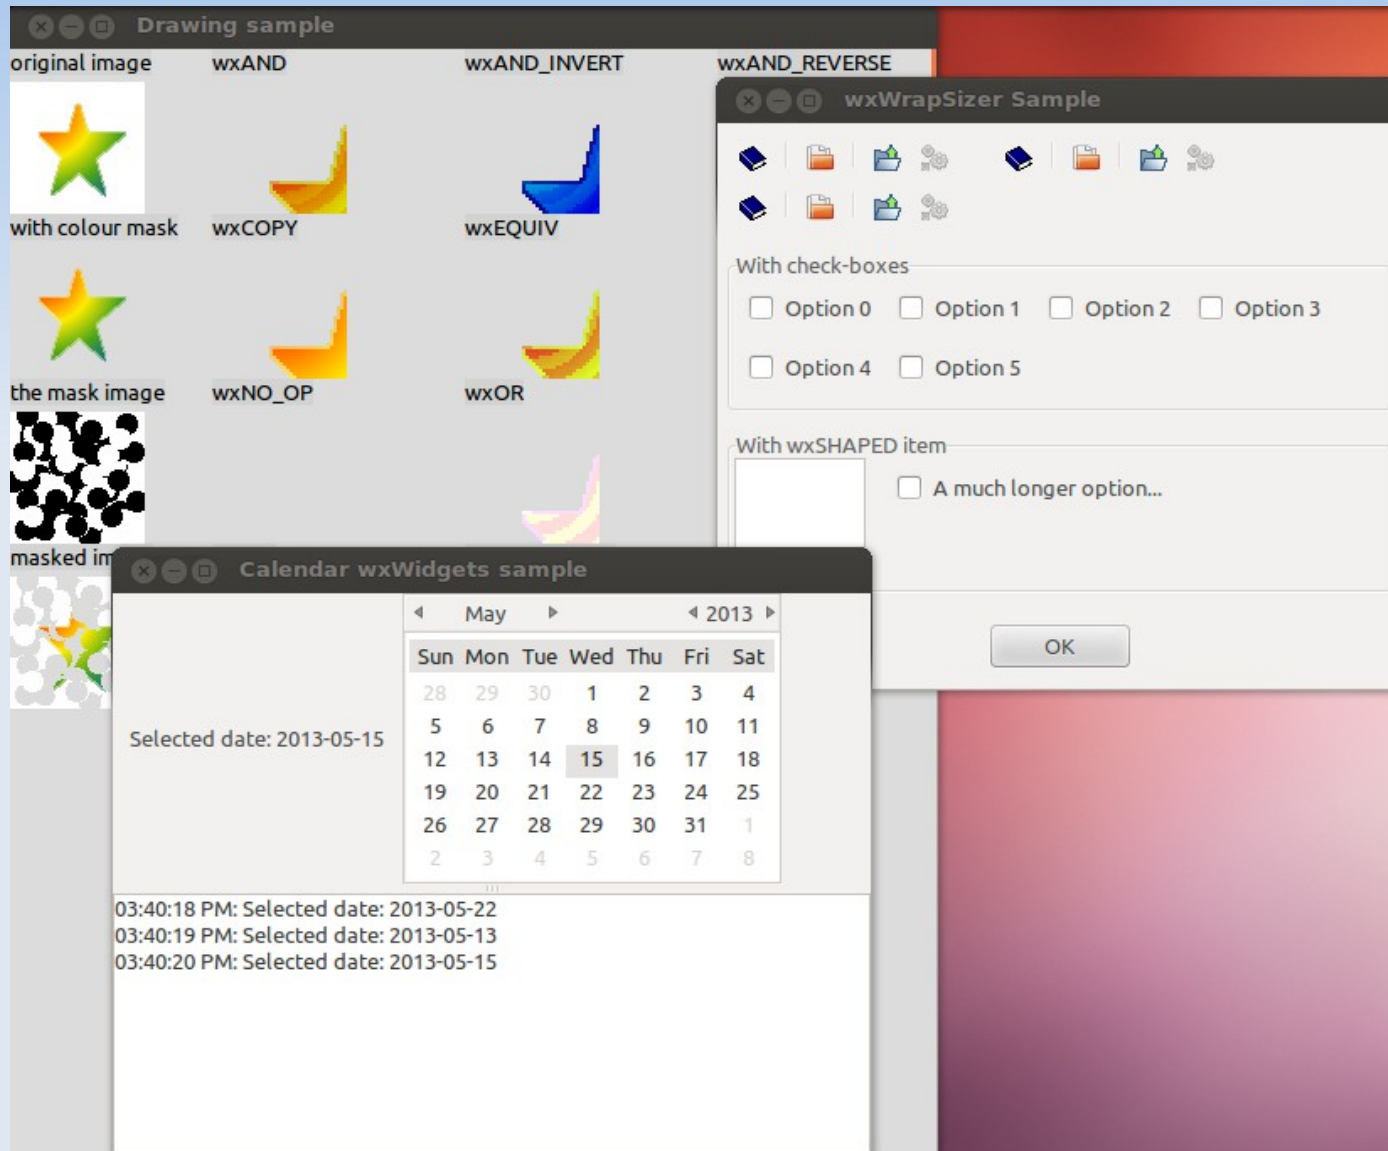 Drawing sample
original image wxAND wxAND_INVERT wxAND_REVERSE
with colour mask wxCOPY wxEQUIV
the mask image wxNO_OP wxOR
masked im
wxWrapSizer Sample
With check-boxes
Option 0 Option 1 Option 2 Option 3
Option 4 Option 5
With wxSHAPED item
A much longer option...
OK
Calendar wxWidgets sample
May 2013
Sun Mon Tue Wed Thu Fri Sat
28 29 30 1 2 3 4
5 6 7 8 9 10 11
Selected date: 2013-05-15
12 13 14 15 16 17 18
19 20 21 22 23 24 25
26 27 28 29 30 31 1
2 3 4 5 6 7 8
03:40:18 PM: Selected date: 2013-05-22
03:40:19 PM: Selected date: 2013-05-13
03:40:20 PM: Selected date: 2013-05-15